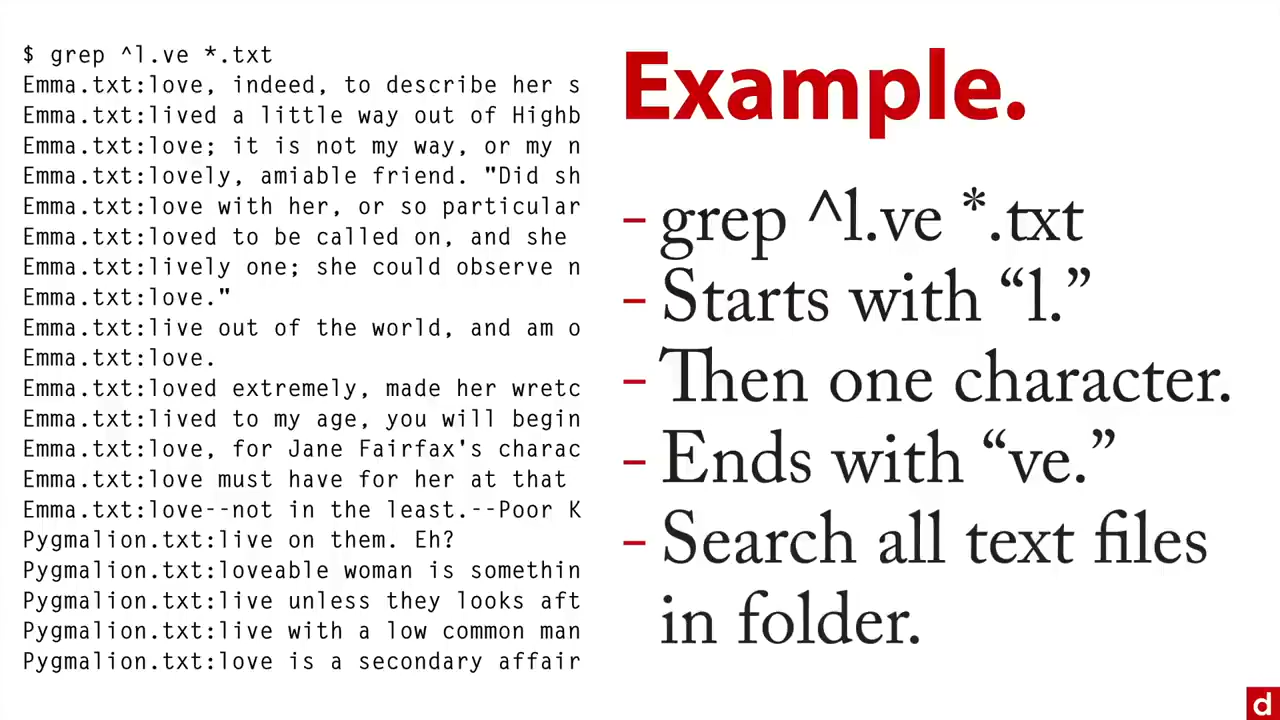 $ grep ^l.ve *.txt
Emma.txt:love, indeed, to describe her s
Emma.txt:lived a little way out of Highb
Emma.txt:love; it is not my way, or my n
Emma.txt:lovely, amiable friend. "Did sh
Emma.txt:love with her, or so particular
Emma.txt:loved to be called on, and she
Emma.txt:lively one; she could observe n
Emma.txt:love."
Emma.txt:live out of the world, and am o
Emma.txt:love.
Emma.txt:loved extremely, made her wretc
Emma.txt:lived to my age, you will begin
Emma.txt:love, for Jane Fairfax's charac
Emma.txt:love must have for her at that
Emma.txt:love--not in the least.--Poor K
Pygmalion.txt:live on them. Eh?
Pygmalion.txt:loveable woman is somethin
Pygmalion.txt:live unless they looks aft
Pygmalion.txt:live with a low common man
Pygmalion.txt:love is a secondary affair
Example.
– grep ^l.ve *.txt
– Starts with “l.”
– Then one character.
– Ends with “ve.”
– Search all text files
in folder.
d